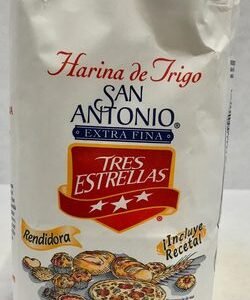 Harina de Trigo
SAN
ANTONIO®
EXTRA FINA
TRES
ESTRELLAS
Rendidora
¡Incluye
Receta!